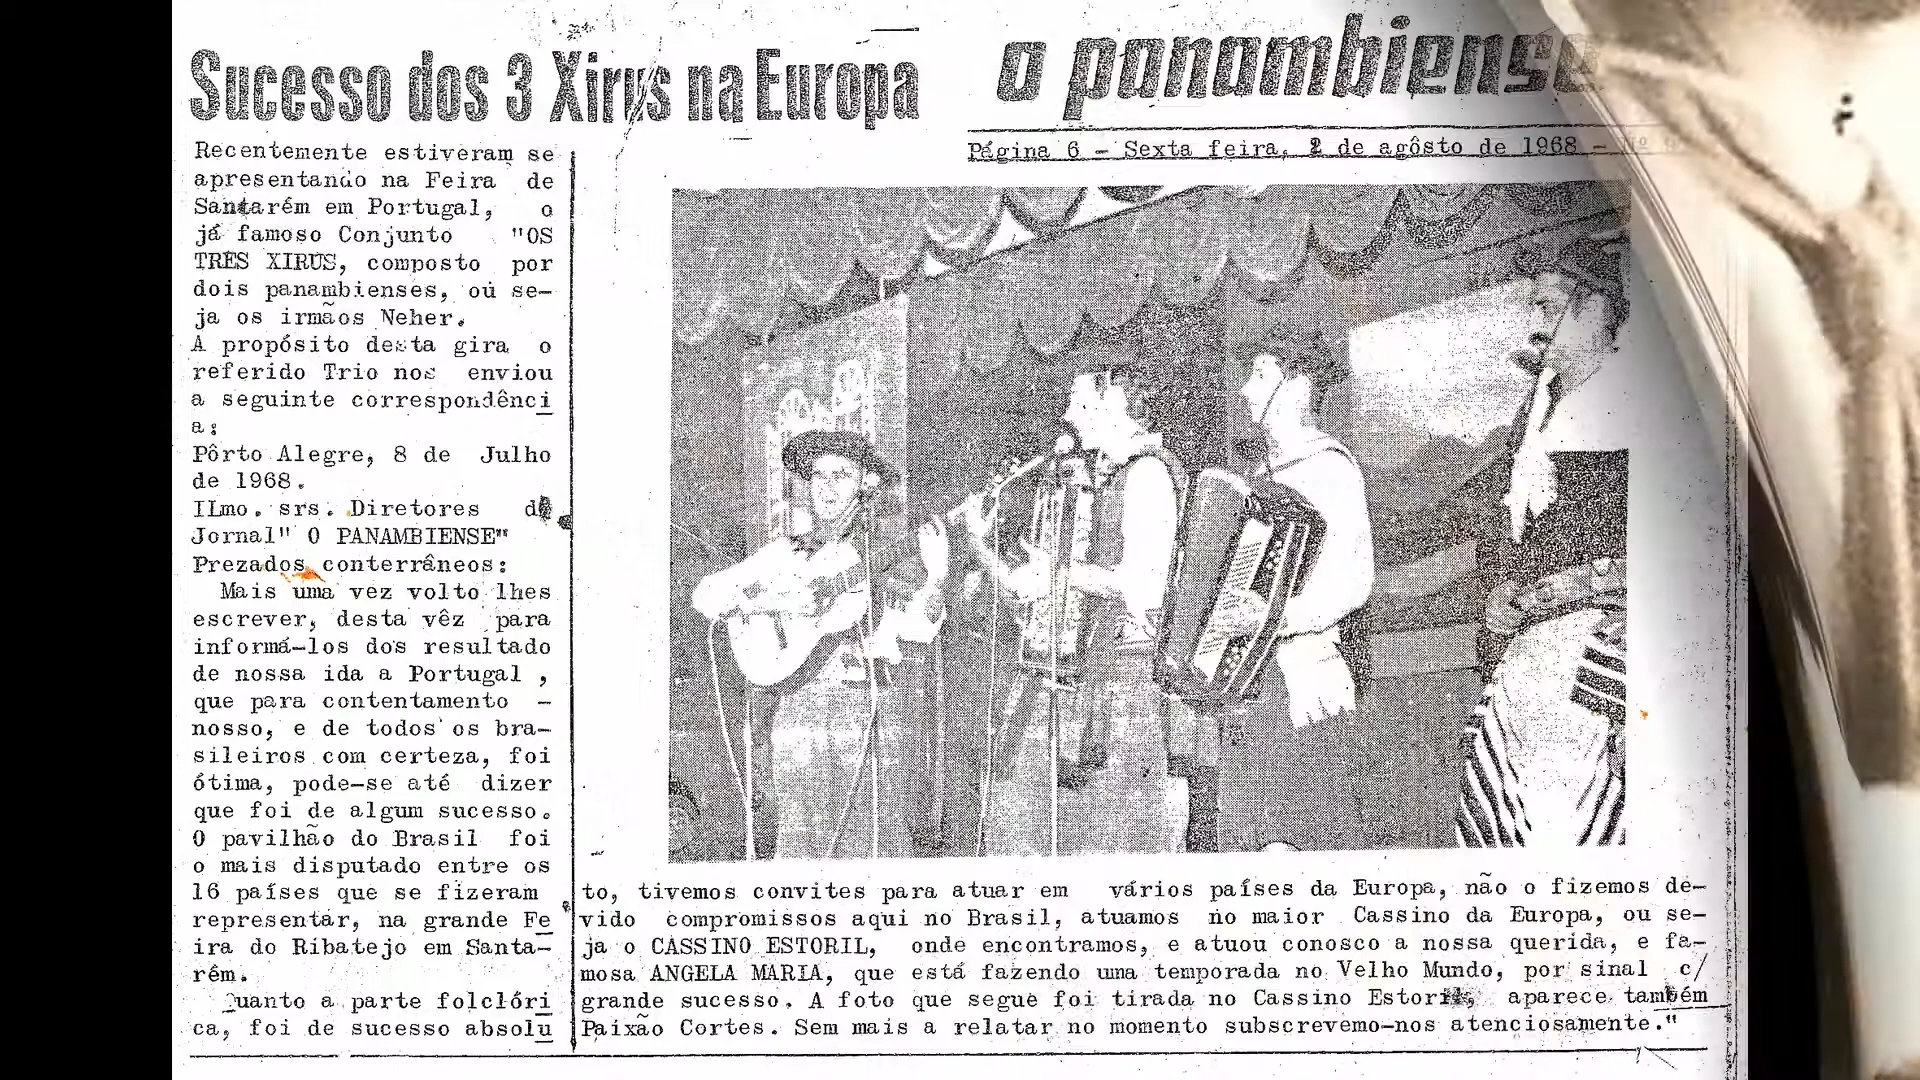 Sucesso dos 3 Xirus na Europa
o panambiense
Página 6 - Sexta feira, 2 de agôsto de 1968 - Nº
Recentemente estiveram se
apresentando na Feira de
Santarém em Portugal, o
já famoso Conjunto "OS
TRES XIRUS, composto por
dois panambienses, ou se-
ja os irmãos Neher.
A propósito desta gira o
referido Trio nos enviou
a seguinte correspondênci
a:
Pôrto Alegre, 8 de Julho
de 1968.
ILmo. srs. Diretores do
Jornal" O PANAMBIENSE"
Prezados conterrâneos:
Mais uma vez volto lhes
escrever, desta vêz para
informá-los dos resultado
de nossa ida a Portugal ,
que para contentamento -
nosso, e de todos os bra-
sileiros com certeza, foi
ótima, pode-se até dizer
que foi de algum sucesso.
O pavilhão do Brasil foi
o mais disputado entre os
16 países que se fizeram
representar, na grande Fe
ira do Ribatejo em Santa-
rêm.
Quanto a parte folclóri
ca, foi de sucesso absolu
to, tivemos convites para atuar em vários países da Europa, não o fizemos de-
vido compromissos aqui no Brasil, atuamos no maior Cassino da Europa, ou se-
ja o CASSINO ESTORIL, onde encontramos, e atuou conosco a nossa querida, e fa-
mosa ANGELA MARIA, que está fazendo uma temporada no Velho Mundo, por sinal c/
grande sucesso. A foto que segue foi tirada no Cassino Estoril, aparece também
Paixão Cortes. Sem mais a relatar no momento subscrevemo-nos atenciosamente."